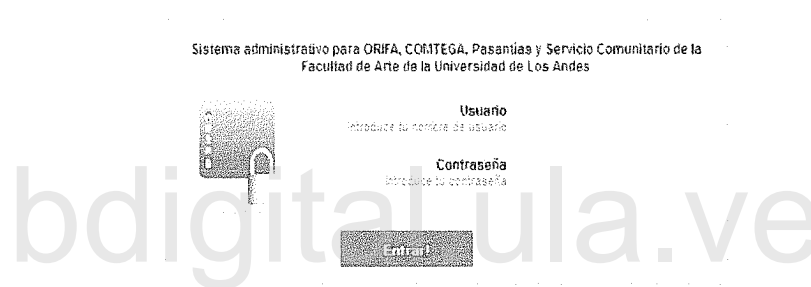 Sistema administrativo para ORIFA, COMTEGA, Pasantías y Servicio Comunitario de la
Facultad de Arte de la Universidad de Los Andes
Usuario
Introduce tu nombre de usuario
Contraseña
Introduce tu contraseña
Entrar!
bdigital.ula.ve